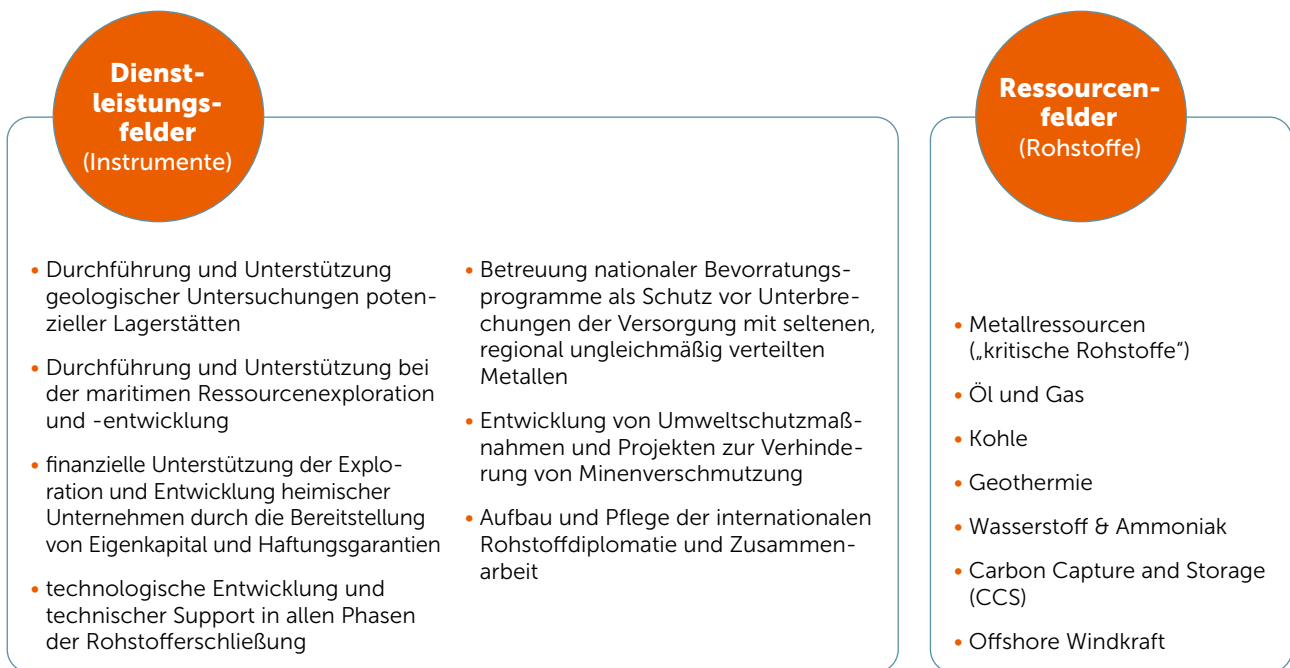 Dienst-
leistungs-
felder
(Instrumente)
• Durchführung und Unterstützung
geologischer Untersuchungen poten-
zieller Lagerstätten
• Durchführung und Unterstützung bei
der maritimen Ressourcenexploration
und -entwicklung
• finanzielle Unterstützung der Explo-
ration und Entwicklung heimischer
Unternehmen durch die Bereitstellung
von Eigenkapital und Haftungsgarantien
• technologische Entwicklung und
technischer Support in allen Phasen
der Rohstofferschließung
• Betreuung nationaler Bevorratungs-
programme als Schutz vor Unterbre-
chungen der Versorgung mit seltenen,
regional ungleichmäßig verteilten
Metallen
• Entwicklung von Umweltschutzmaß-
nahmen und Projekten zur Verhinde-
rung von Minenverschmutzung
• Aufbau und Pflege der internationalen
Rohstoffdiplomatie und Zusammen-
arbeit
Ressourcen-
felder
(Rohstoffe)
• Metallressourcen
(„kritische Rohstoffe“)
• Öl und Gas
• Kohle
• Geothermie
• Wasserstoff & Ammoniak
• Carbon Capture and Storage
(CCS)
• Offshore Windkraft